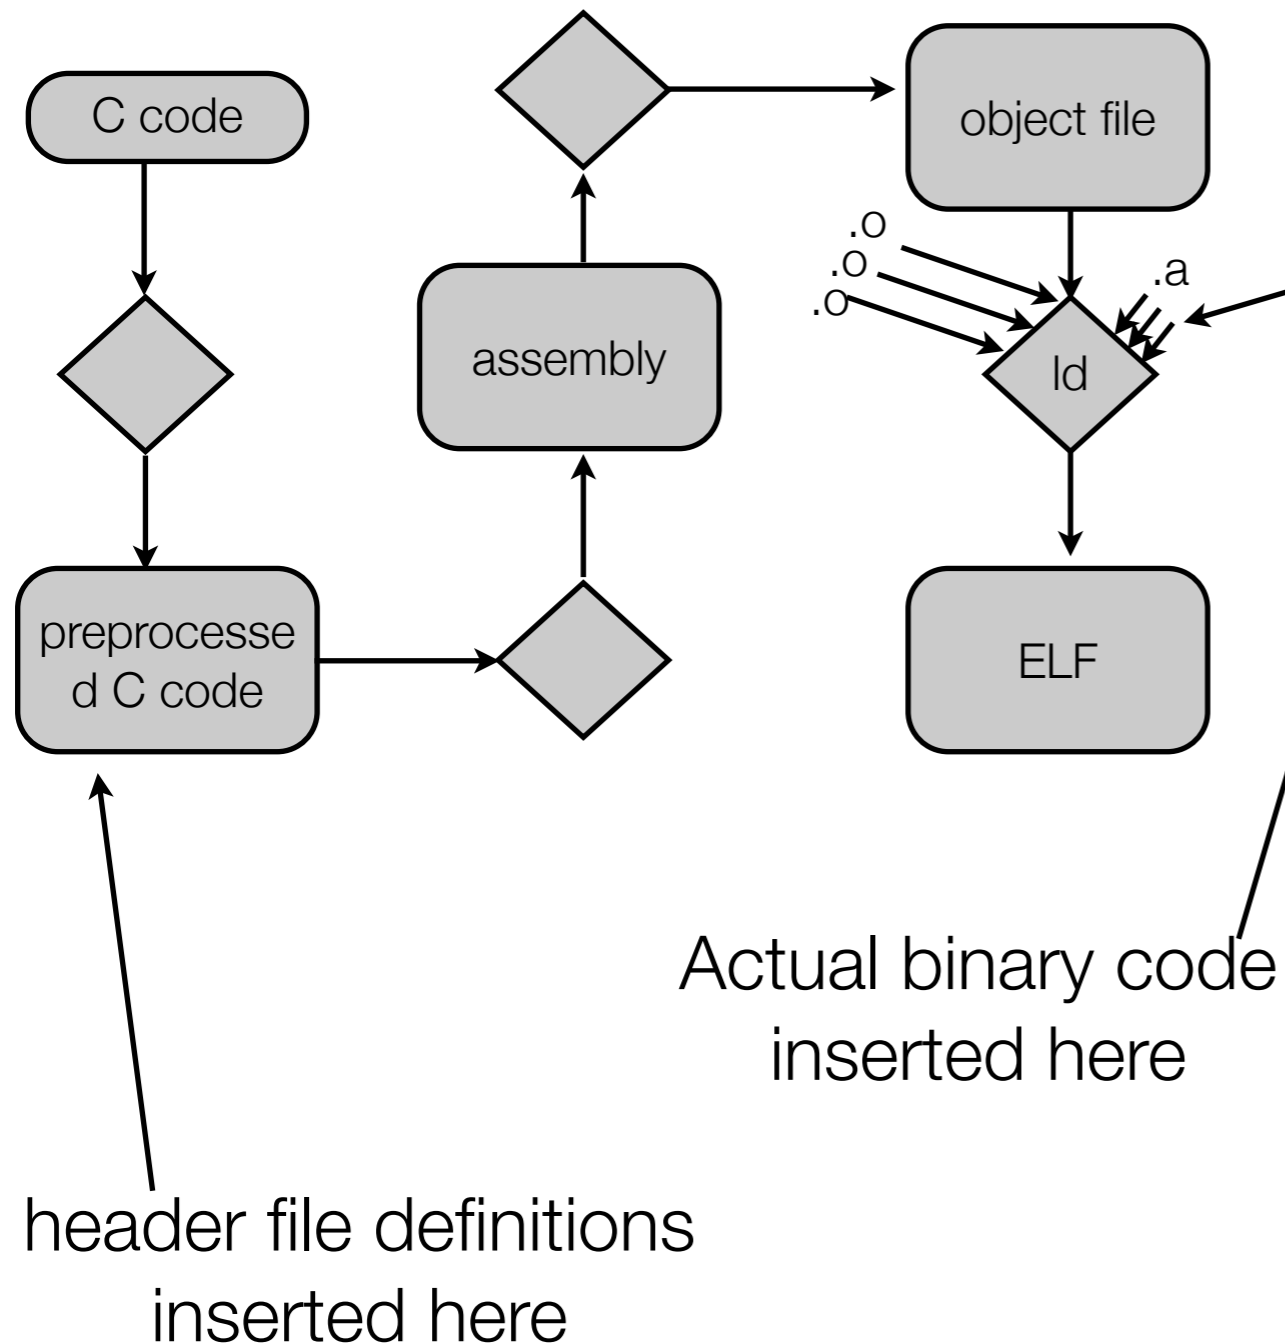 C code
preprocesse
d C code
assembly
object file
.o
.o
.o
.a
ld
ELF
Actual binary code
inserted here
header file definitions
inserted here